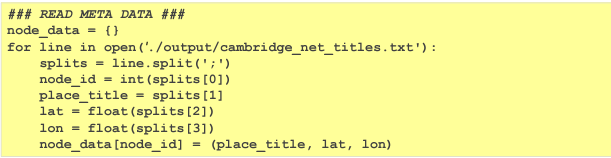 ### READ META DATA ###
node_data = {}
for line in open('./output/cambridge_net_titles.txt'):
    splits = line.split(';')
    node_id = int(splits[0])
    place_title = splits[1]
    lat = float(splits[2])
    lon = float(splits[3])
    node_data[node_id] = (place_title, lat, lon)